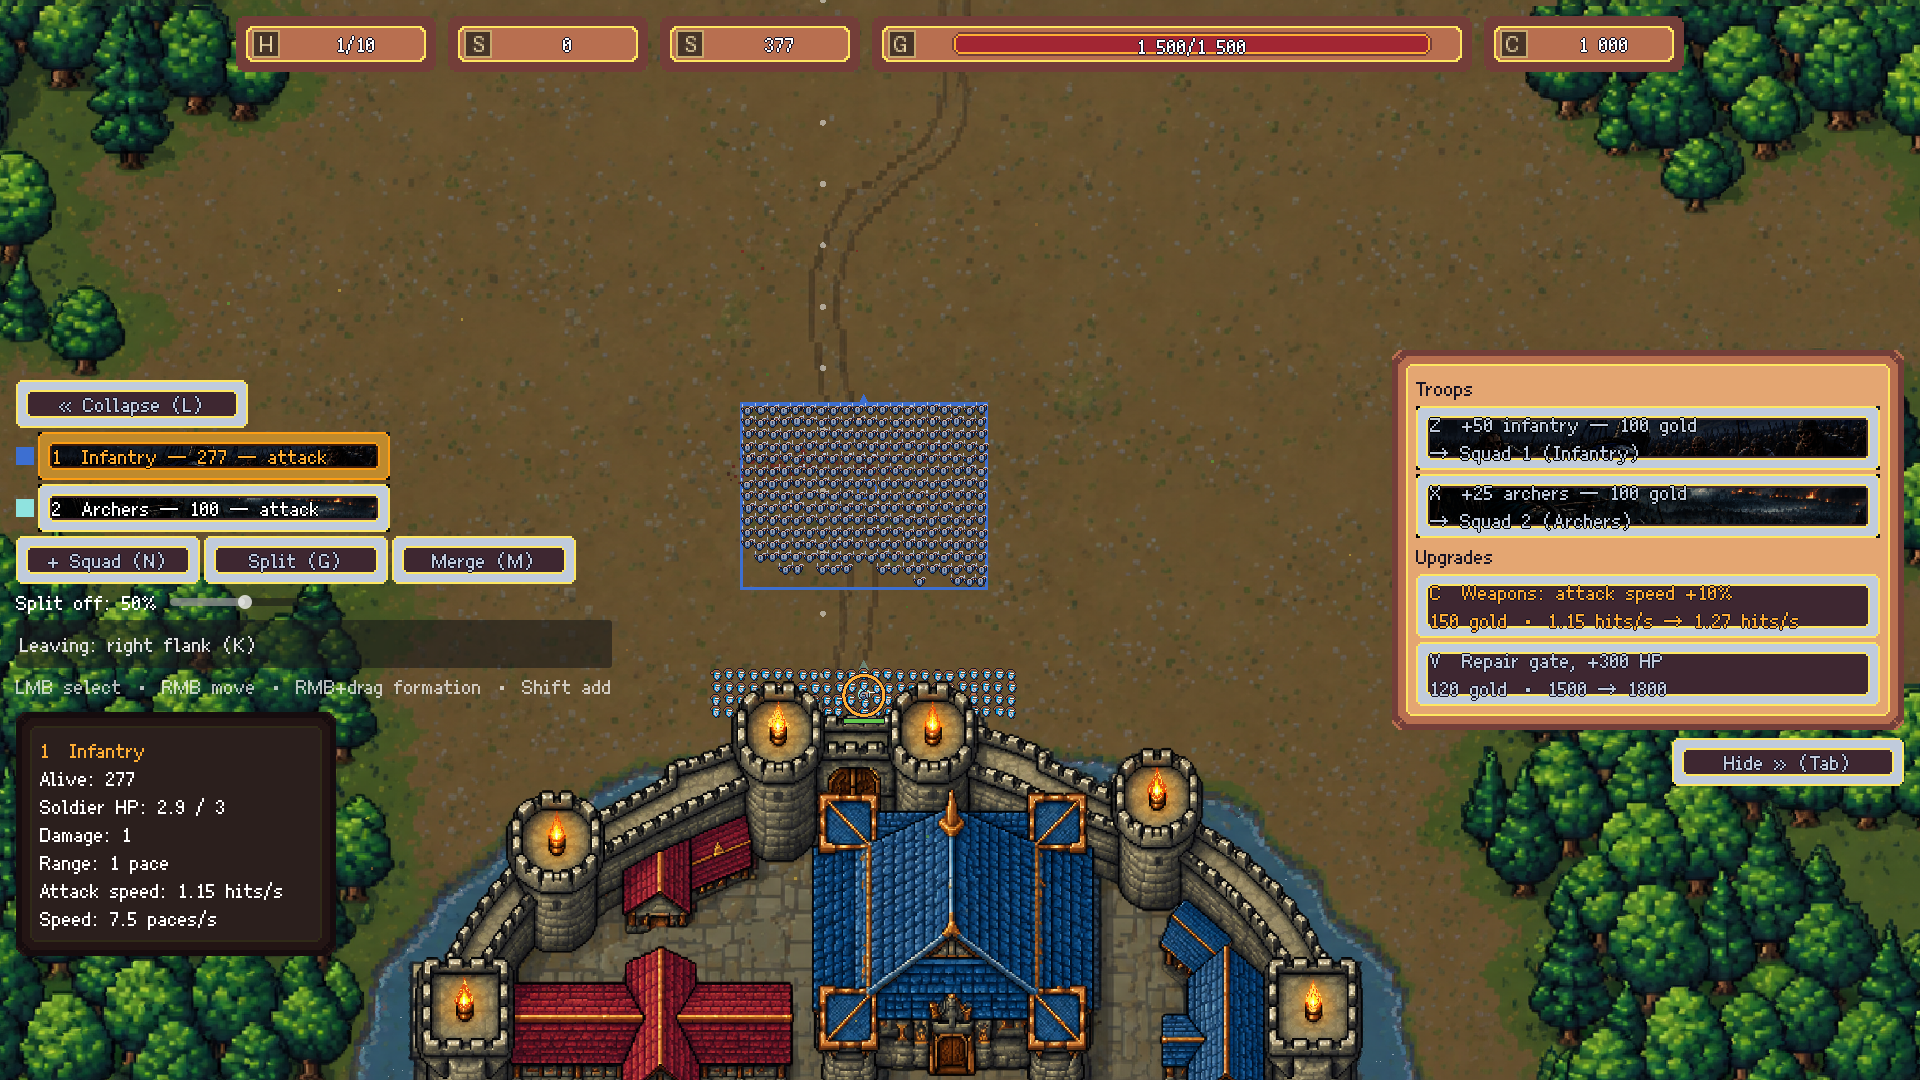 H 1/10
S 0
S 377
G 1 500/1 500
C 1 000
« Collapse (L)
1 Infantry — 277 — attack
2 Archers — 100 — attack
+ Squad (N)
Split (G)
Merge (M)
Split off: 50%
Leaving: right flank (K)
LMB select · RMB move · RMB+drag formation · Shift add
1 Infantry
Alive: 277
Soldier HP: 2.9 / 3
Damage: 1
Range: 1 pace
Attack speed: 1.15 hits/s
Speed: 7.5 paces/s
Troops
Z +50 infantry — 100 gold
→ Squad 1 (Infantry)
X +25 archers — 100 gold
→ Squad 2 (Archers)
Upgrades
C Weapons: attack speed +10%
150 gold · 1.15 hits/s → 1.27 hits/s
V Repair gate, +300 HP
120 gold · 1500 → 1800
Hide » (Tab)